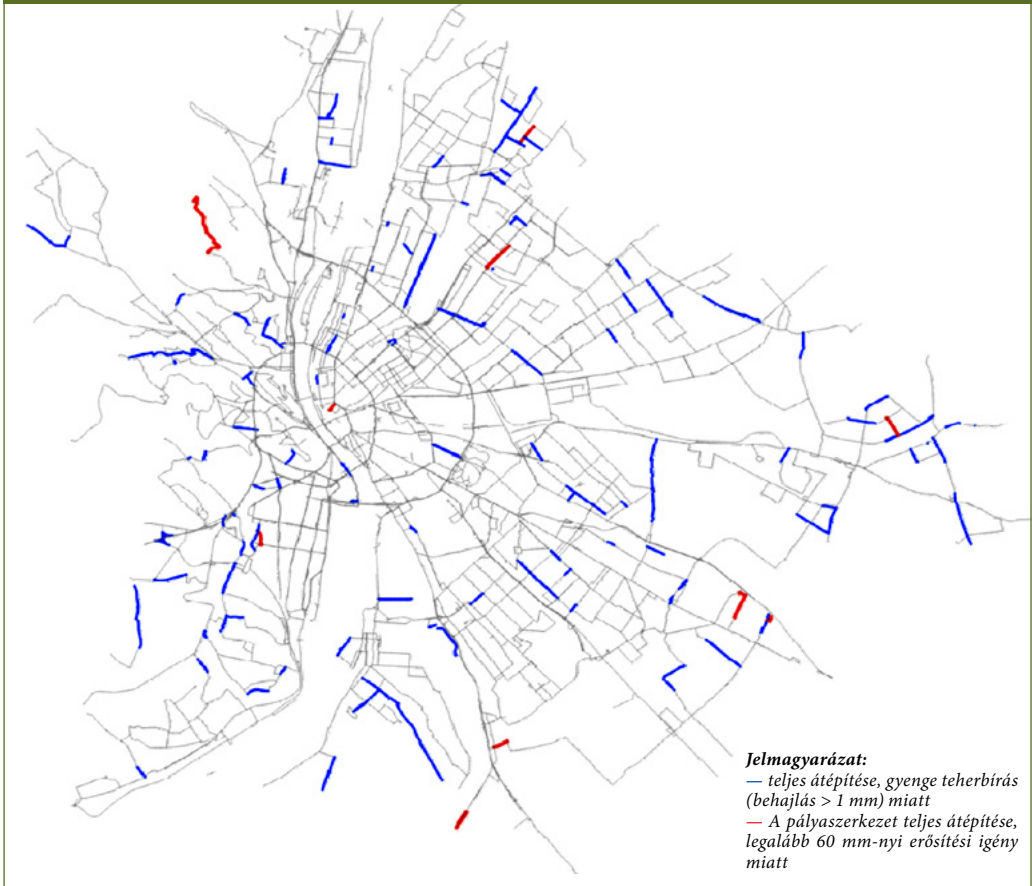 Jelmagyarázat:
— teljes átépítése, gyenge teherbírás
(behajlás > 1 mm) miatt
— A pályaszerkezet teljes átépítése,
legalább 60 mm-nyi erősítési igény
miatt